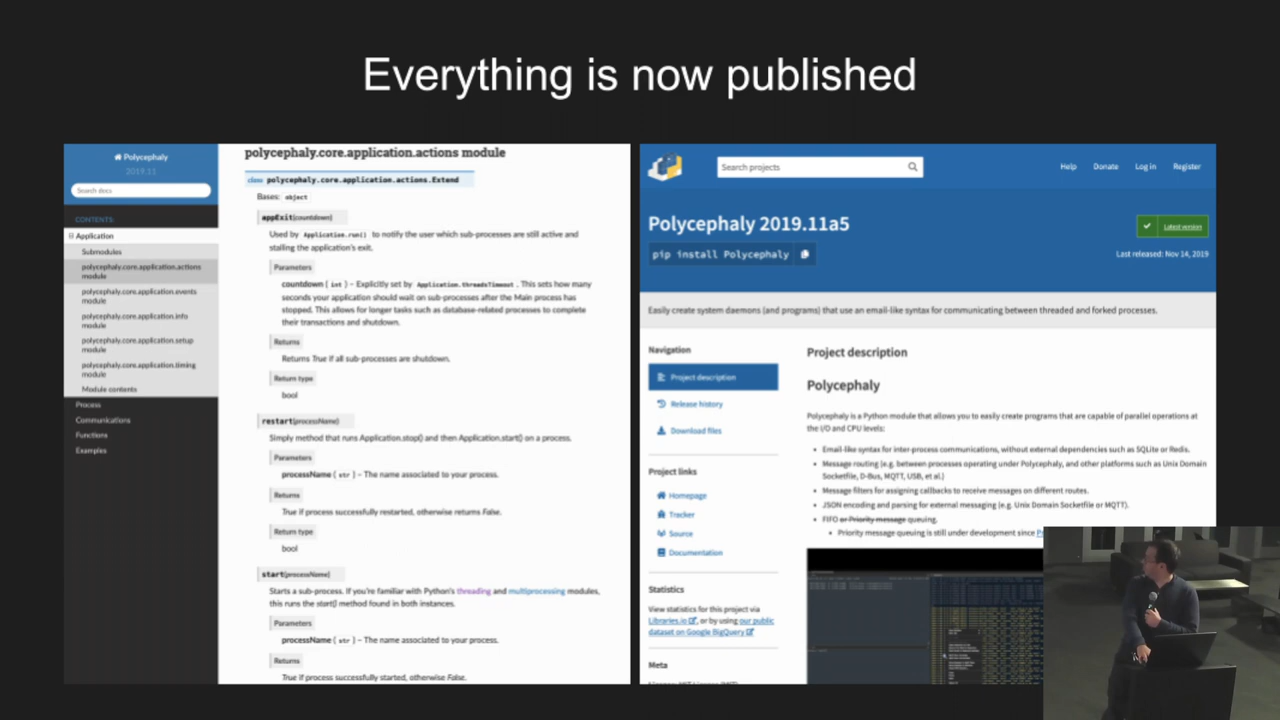 Everything is now published
Polycephaly
2019.11
Search docs
CONTENTS:
Application
Submodules
polycephaly.core.application.actions
module
polycephaly.core.application.events
module
polycephaly.core.application.info
module
polycephaly.core.application.setup
module
polycephaly.core.application.timing
module
Module contents
Process
Communications
Functions
Examples
polycephaly.core.application.actions module
class polycephaly.core.application.actions.Extend
Bases: object
appExit(countdown)
Used by Application.run() to notify the user which sub-processes are still active and
stalling the application's exit.
Parameters
countdown ( int ) – Explicitly set by Application.threadsTimeout . This sets how many
seconds your application should wait on sub-processes after the Main process has
stopped. This allows for longer tasks such as database-related processes to complete
their transactions and shutdown.
Returns
Returns True if all sub-processes are shutdown.
Return type
bool
restart(processName)
Simply method that runs Application.stop() and then Application.start() on a process.
Parameters
processName ( str ) – The name associated to your process.
Returns
True if process successfully restarted, otherwise returns False.
Return type
bool
start(processName)
Starts a sub-process. If you're familiar with Python's threading and multiprocessing modules,
this runs the start() method found in both instances.
Parameters
processName ( str ) – The name associated to your process.
Returns
True if process successfully started, otherwise False.
Search projects
Help Donate Log in Register
Polycephaly 2019.11a5
pip install Polycephaly
Latest version
Last released: Nov 14, 2019
Easily create system daemons (and programs) that use an email-like syntax for communicating between threaded and forked processes.
Navigation
Project description
Release history
Download files
Project links
Homepage
Tracker
Source
Documentation
Statistics
View statistics for this project via
Libraries.io, or by using our public
dataset on Google BigQuery
Meta
Project description
Polycephaly
Polycephaly is a Python module that allows you to easily create programs that are capable of parallel operations at
the I/O and CPU levels:
Email-like syntax for inter-process communications, without external dependencies such as SQLite or Redis.
Message routing (e.g. between processes operating under Polycephaly, and other platforms such as Unix Domain
Socketfile, D-Bus, MQTT, USB, et al.)
Message filters for assigning callbacks to receive messages on different routes.
JSON encoding and parsing for external messaging (e.g. Unix Domain Socketfile or MQTT).
FIFO or Priority message queuing.
Priority message queuing is still under development since